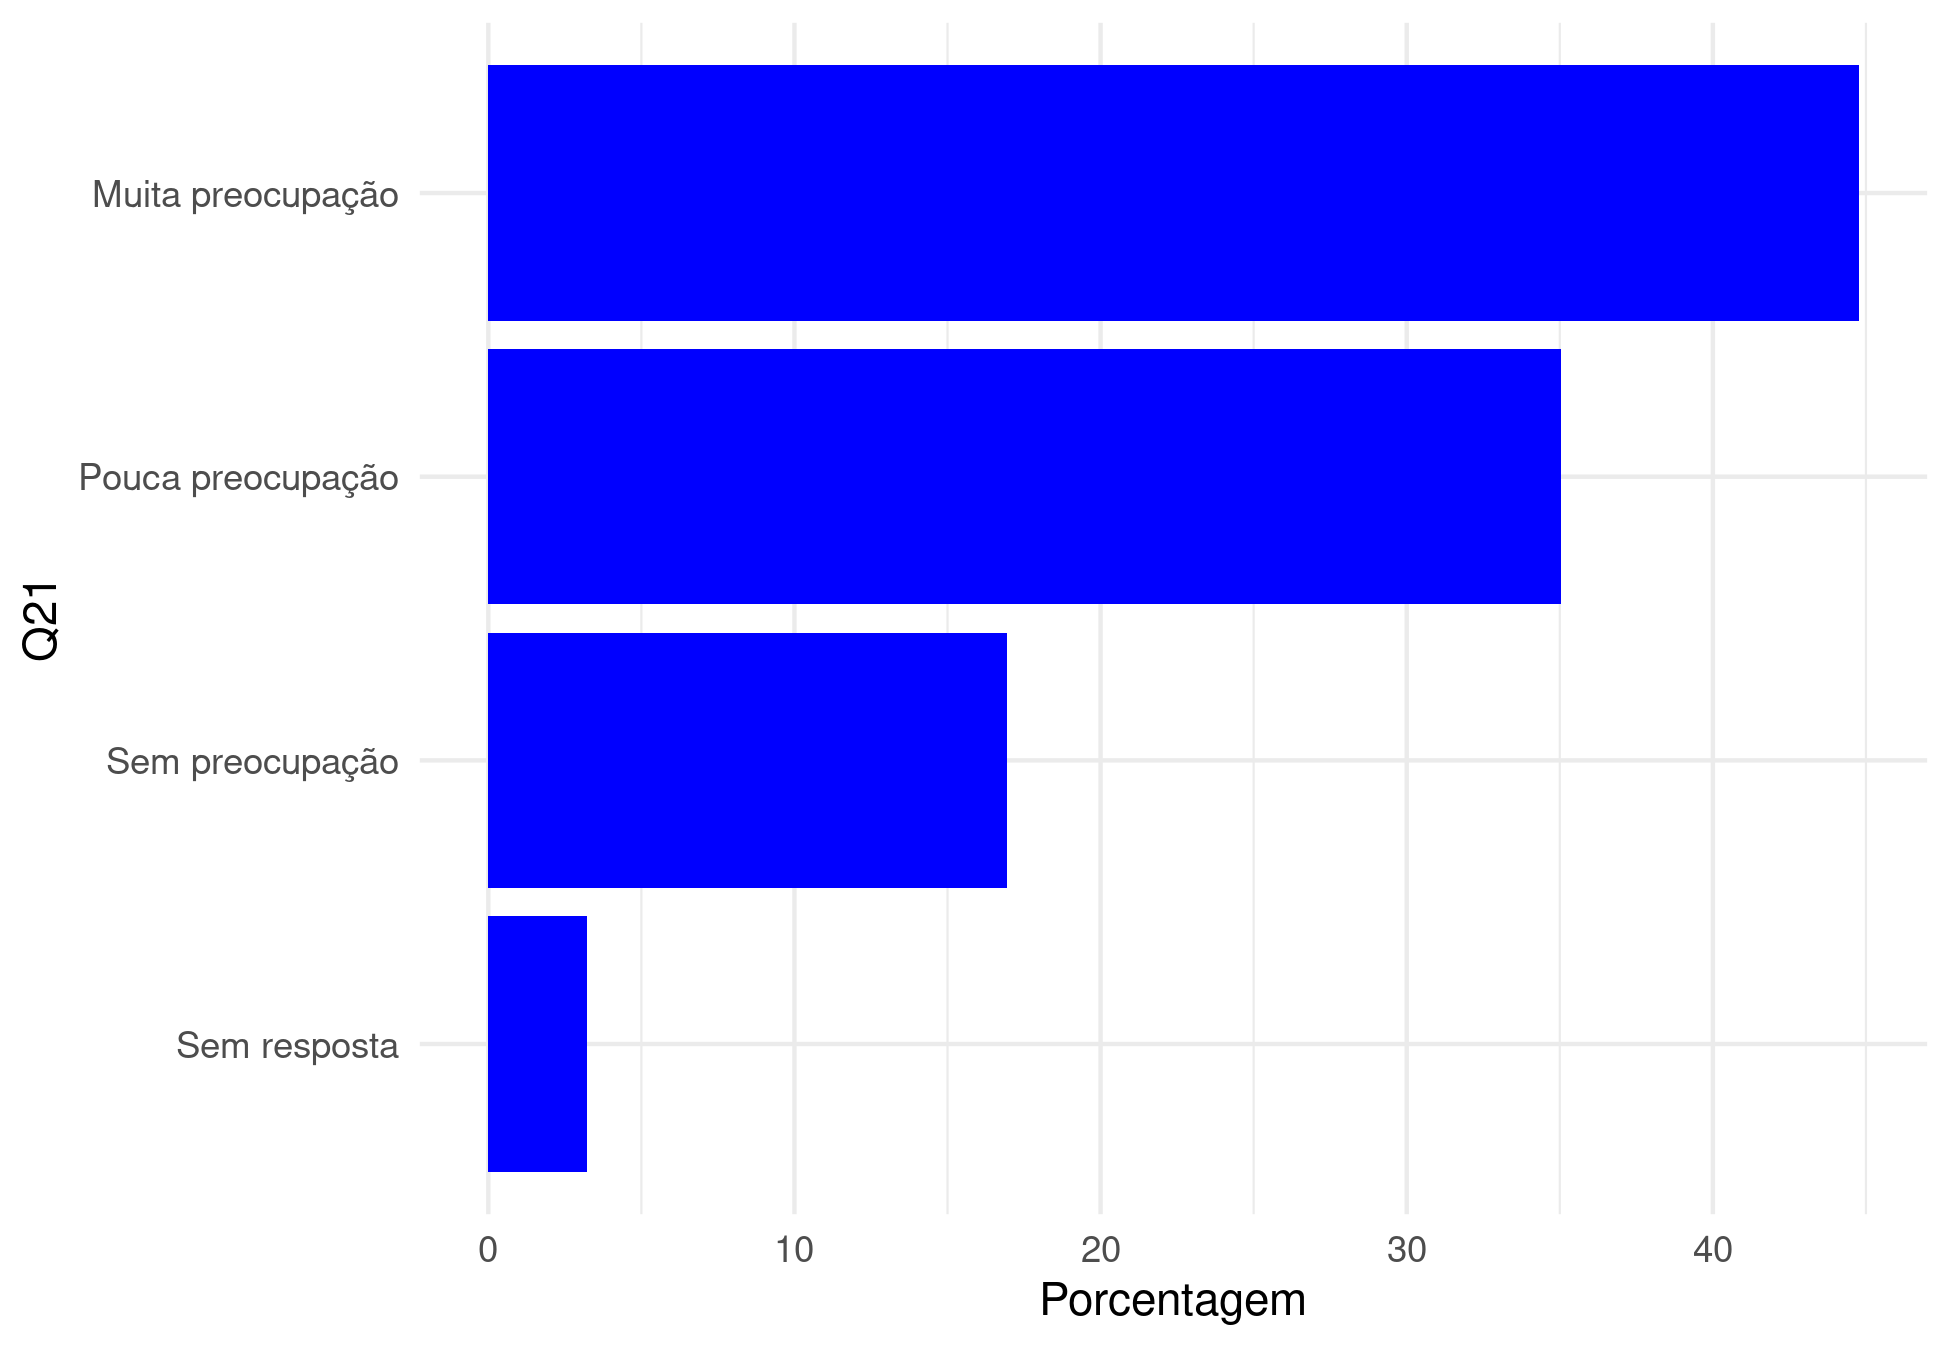 Muita preocupação
Pouca preocupação
Sem preocupação
Sem resposta
Q21
0 10 20 30 40
Porcentagem